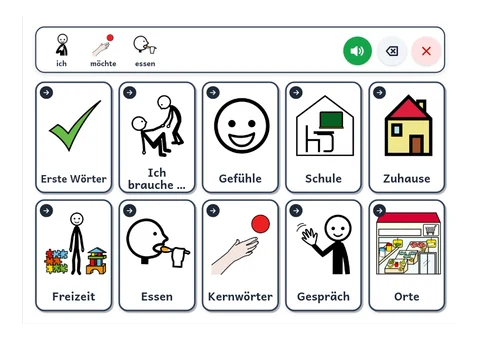 ich möchte essen
Erste Wörter
Ich
brauche ...
Gefühle
Schule
Zuhause
Freizeit
Essen
Kernwörter
Gespräch
Orte